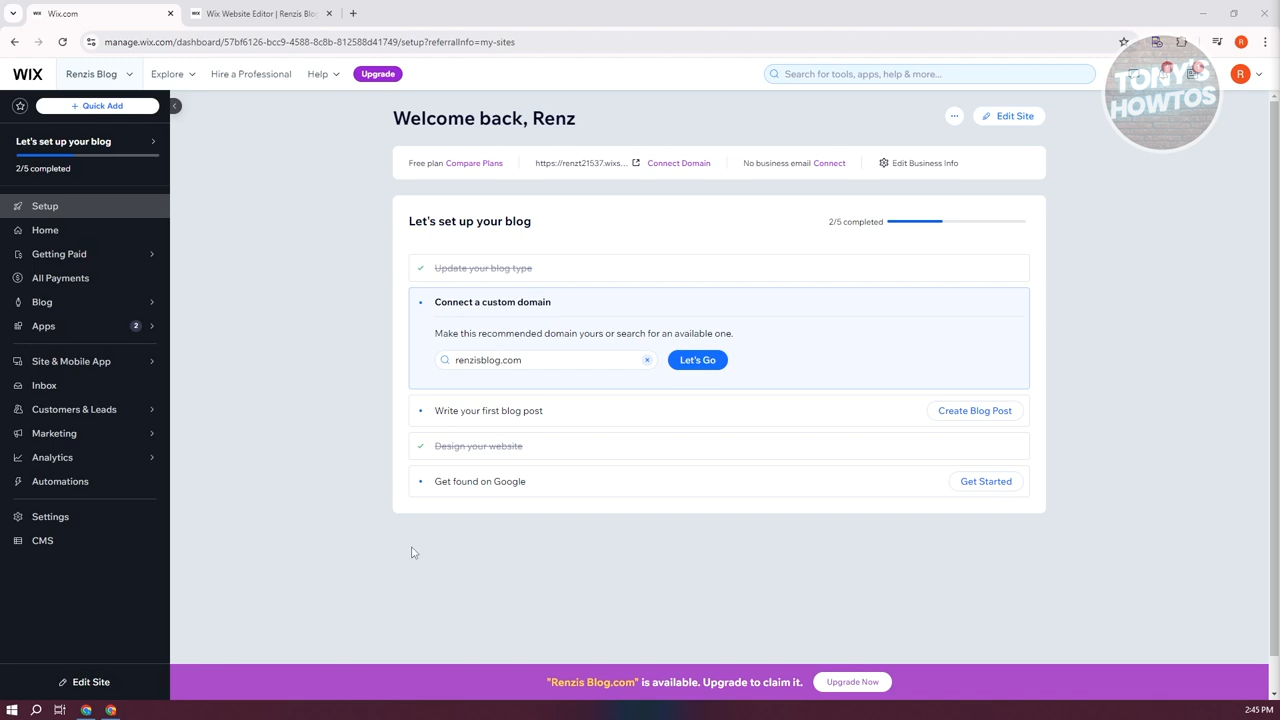 Wix.com
Wix Website Editor | Renzis Blo
manage.wix.com/dashboard/57bf6126-bcc9-4588-8c8b-812588d41749/setup?referralInfo=my-sites
R
WIX
Renzis Blog
Explore
Hire a Professional
Help
Upgrade
Search for tools, apps, help & more...
R
TONY'S
HOWTOS
+ Quick Add
Let's set up your blog
2/5 completed
Setup
Home
Getting Paid
All Payments
Blog
Apps
2
Site & Mobile App
Inbox
Customers & Leads
Marketing
Analytics
Automations
Settings
CMS
Edit Site
Welcome back, Renz
Edit Site
Free plan Compare Plans
https://renzt21537.wixs... Connect Domain
No business email Connect
Edit Business Info
Let's set up your blog
2/5 completed
Update your blog type
Connect a custom domain
Make this recommended domain yours or search for an available one.
renzisblog.com
Let's Go
Write your first blog post
Create Blog Post
Design your website
Get found on Google
Get Started
"Renzis Blog.com" is available. Upgrade to claim it.
Upgrade Now
2:45 PM